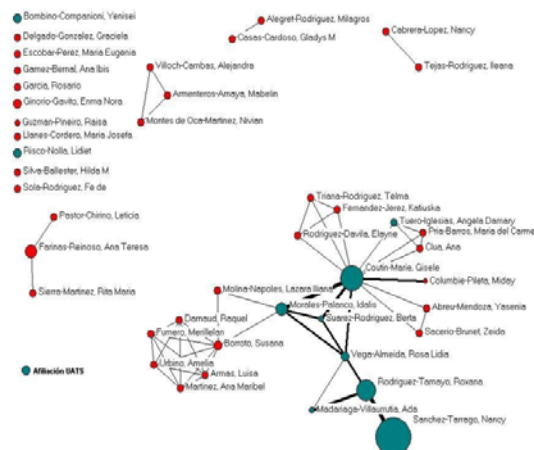 Bombino-Companioni, Yenisei
Delgado-Gonzalez, Graciela
Escobar-Perez, Maria Eugenia
Gamez-Bernal, Ana Ibis
Garcia, Rosario
Ginorio-Gavito, Enma Nora
Guzman-Pineiro, Raisa
Llanes-Cordero, Maria Josefa
Risco-Nolla, Lidiet
Silva-Ballester, Hilda M
Sola-Rodriguez, Fe de
Alegret-Rodriguez, Milagros
Casas-Cardoso, Gladys M
Cabrera-Lopez, Nancy
Tejas-Rodriguez, Ileana
Villoch-Cambas, Alejandra
Armenteros-Amaya, Mabelin
Montes de Oca-Martinez, Nivian
Pastor-Chirino, Leticia
Farinas-Reinoso, Ana Teresa
Sierra-Martinez, Rita Maria
Triana-Rodriguez, Telma
Fernandez-Jerez, Katiuska
Tuero-Iglesias, Angela Damary
Rodriguez-Davila, Elayne
Pria-Barros, Maria del Carme
Clua, Ana
Coutin-Marie, Gisele
Columbie-Pileta, Miday
Molina-Napoles, Lazara Iliana
Morales-Palanco, Idalis
Abreu-Mendoza, Yasenia
Suarez-Rodriguez, Berta
Sacerio-Brunet, Zeida
Darnaud, Raquel
Fumero, Merillelan
Borroto, Susana
Urbino, Amelia
Armas, Luisa
Martinez, Ana Maribel
Vega-Almeida, Rosa Lidia
Afiliación UATS
Rodriguez-Tamayo, Roxana
Madariaga-Villaurrutia, Ada
Sanchez-Tarrago, Nancy